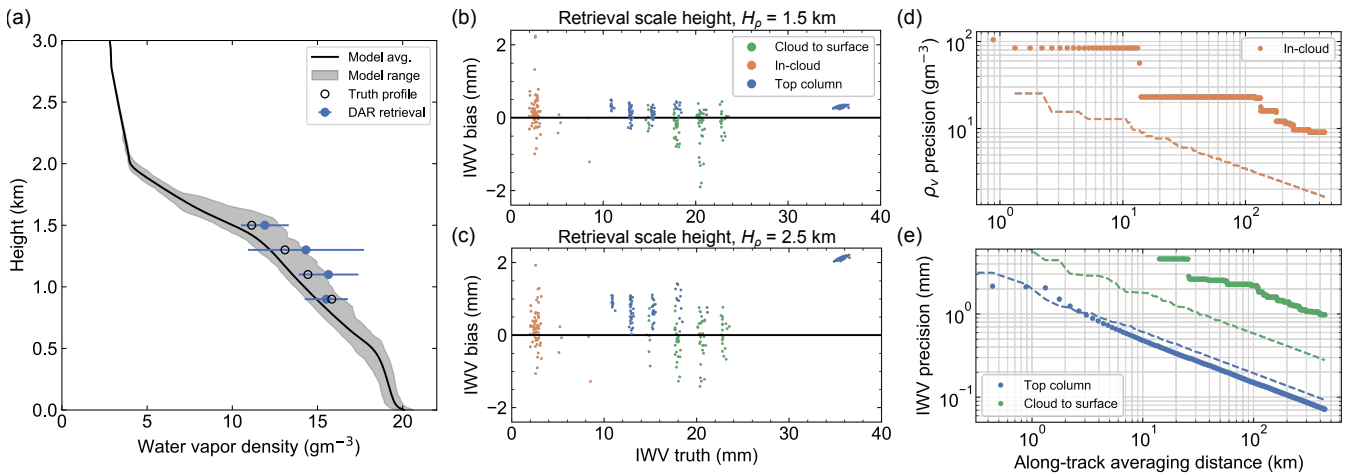 (a)
3.0
2.5
2.0
1.5
1.0
0.5
0.0
0
5
10
15
20
Height (km)
Water vapor density (gm⁻³)
Model avg.
Model range
Truth profile
DAR retrieval
(b)
Retrieval scale height, Hρ = 1.5 km
2
0
−2
0
10
20
30
40
IWV bias (mm)
Cloud to surface
In-cloud
Top column
(c)
Retrieval scale height, Hρ = 2.5 km
2
0
−2
0
10
20
30
40
IWV bias (mm)
IWV truth (mm)
(d)
In-cloud
10²
10¹
10⁰
10¹
10²
ρᵥ precision (gm⁻³)
(e)
10⁰
10⁻¹
10⁰
10¹
10²
IWV precision (mm)
Top column
Cloud to surface
Along-track averaging distance (km)